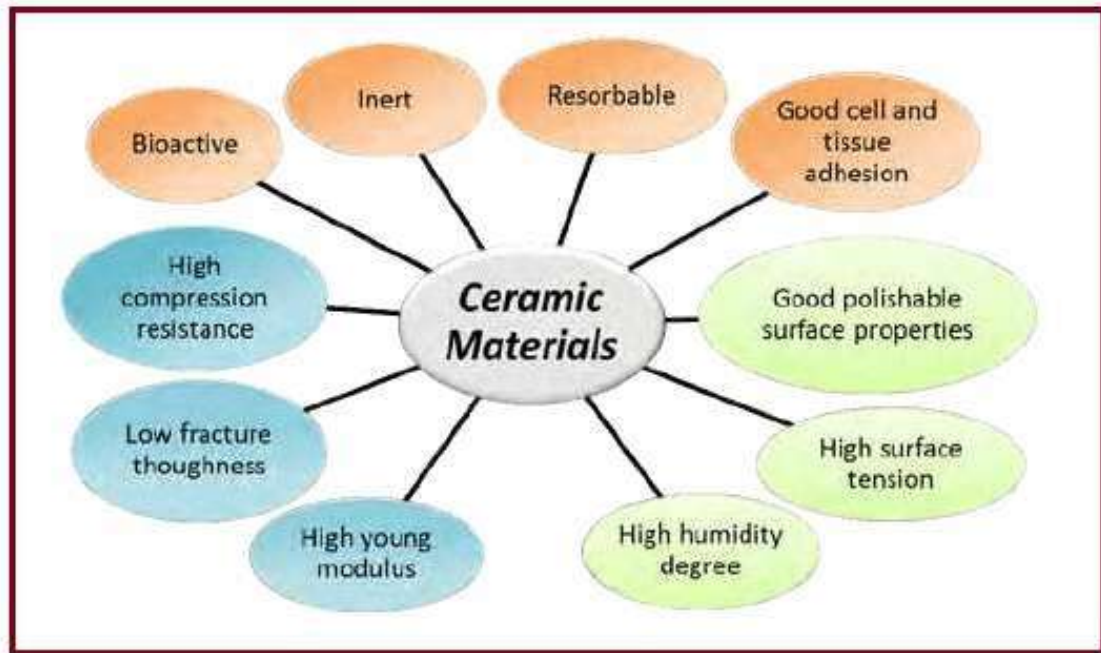 Inert
Resorbable
Bioactive
Good cell and
tissue
adhesion
High
compression
resistance
Ceramic
Materials
Good polishable
surface properties
Low fracture
thoughness
High surface
tension
High young
modulus
High humidity
degree